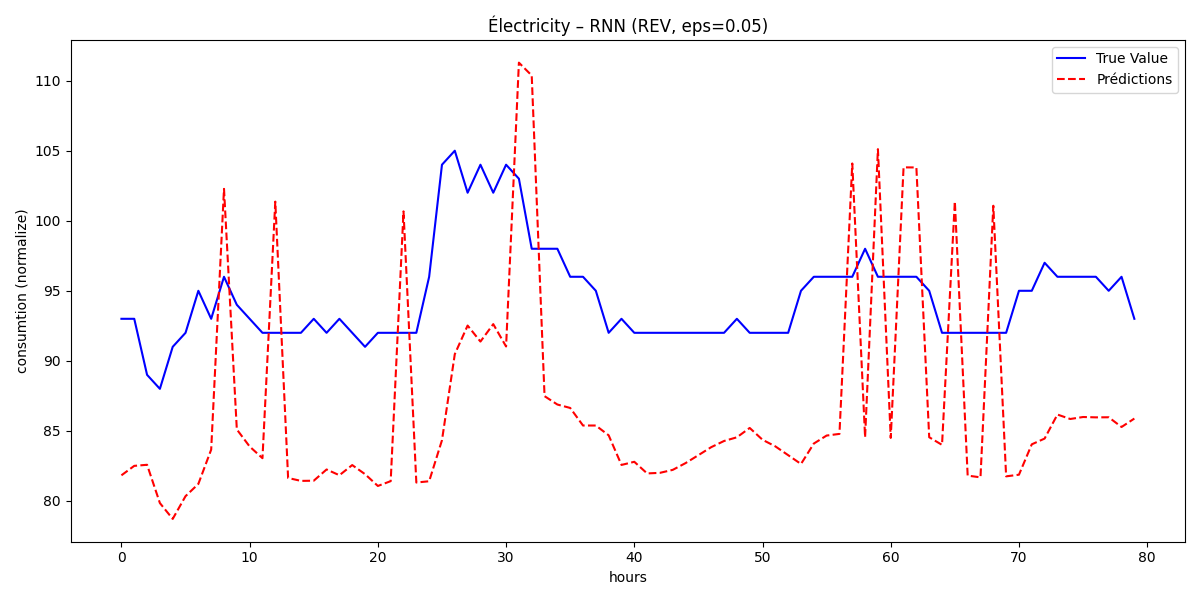 Électricity – RNN (REV, eps=0.05)
True Value
Prédictions
consumtion (normalize)
110
105
100
95
90
85
80
0 10 20 30 40 50 60 70 80
hours